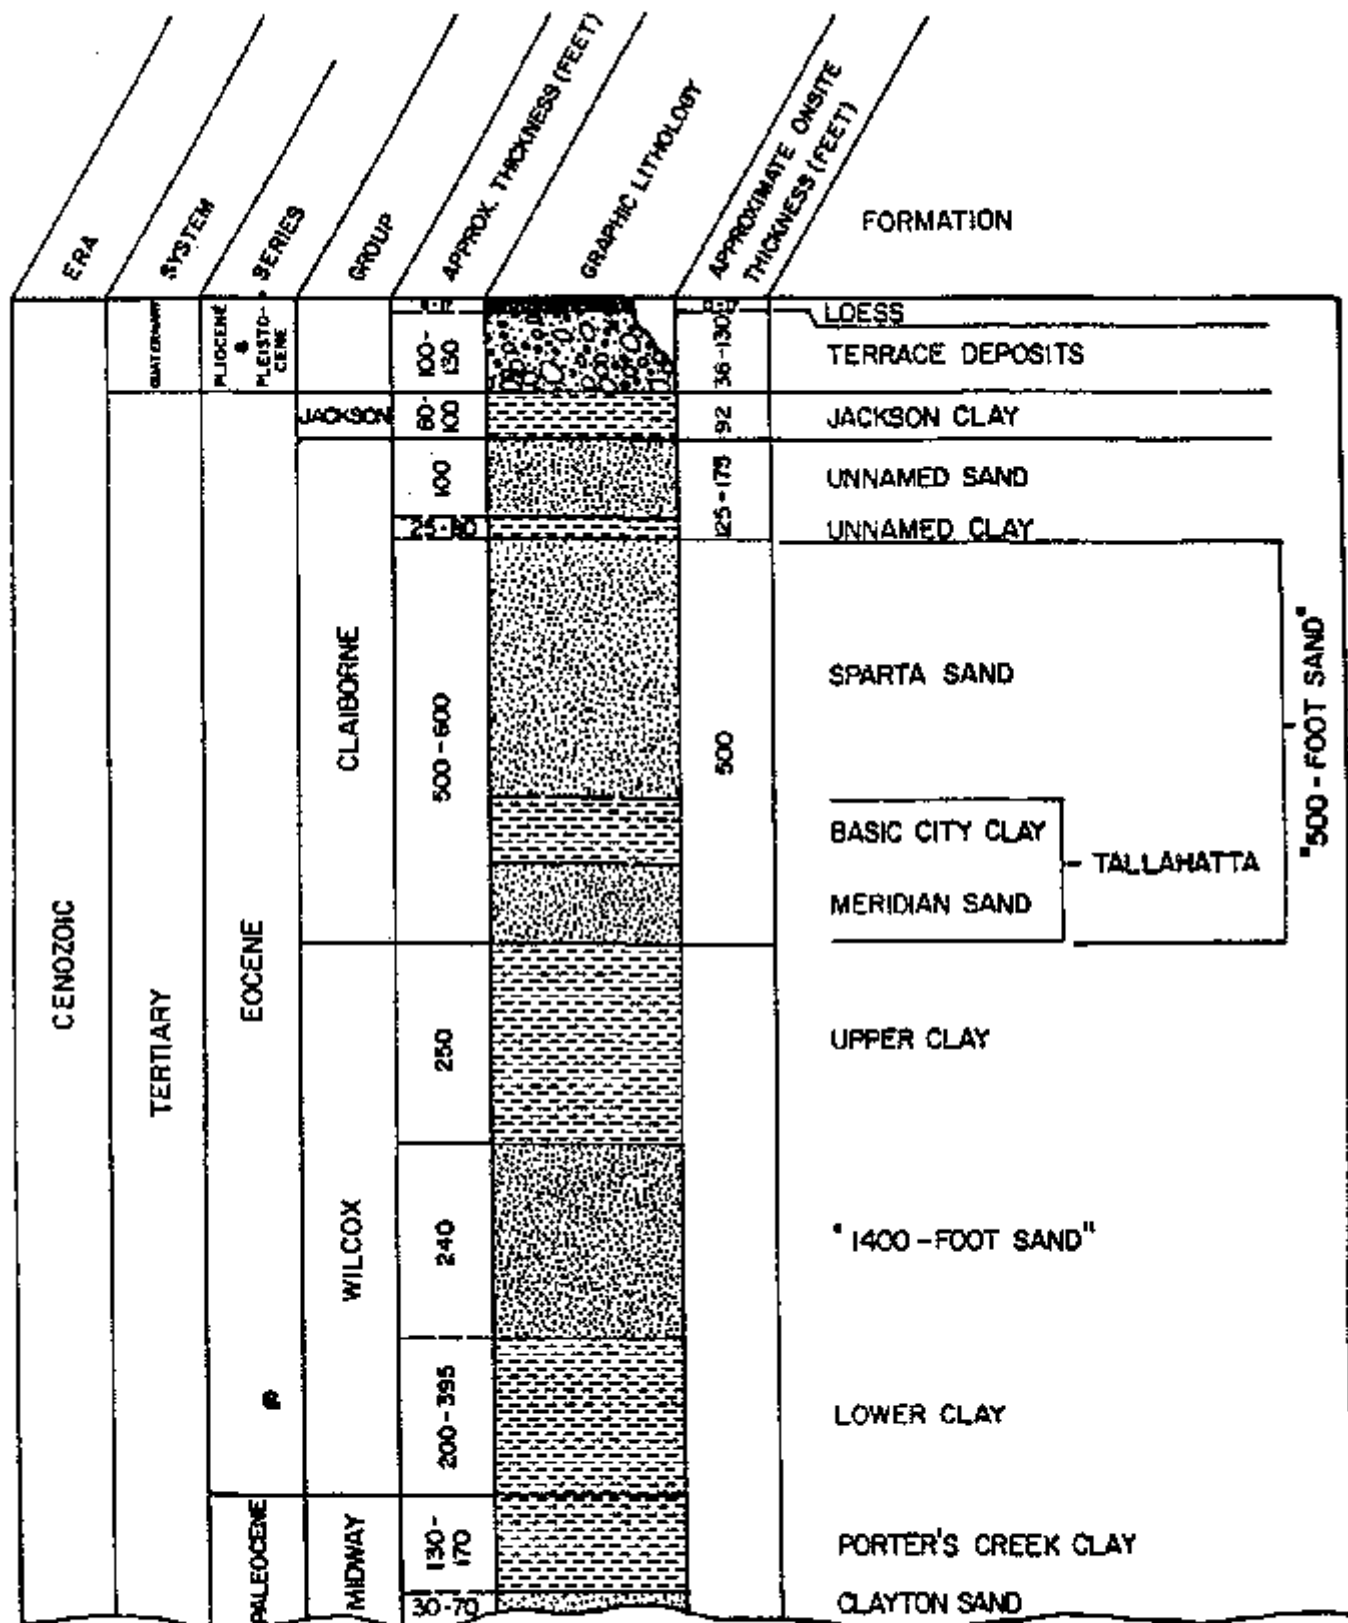 ERA
SYSTEM
SERIES
GROUP
APPROX. THICKNESS (FEET)
GRAPHIC LITHOLOGY
APPROXIMATE ONSITE
THICKNESS (FEET)
FORMATION
CENOZOIC
QUATERNARY
TERTIARY
PLIOCENE
&
PLEISTO-
CENE
EOCENE
PALEOCENE
JACKSON
CLAIBORNE
WILCOX
MIDWAY
100-
130
80-
100
100
500-600
250
240
200-395
130-
170
30-70
36-130
92
125-175
500
LOESS
TERRACE DEPOSITS
JACKSON CLAY
UNNAMED SAND
UNNAMED CLAY
SPARTA SAND
BASIC CITY CLAY
MERIDIAN SAND
TALLAHATTA
"500-FOOT SAND"
UPPER CLAY
"1400-FOOT SAND"
LOWER CLAY
PORTER'S CREEK CLAY
CLAYTON SAND